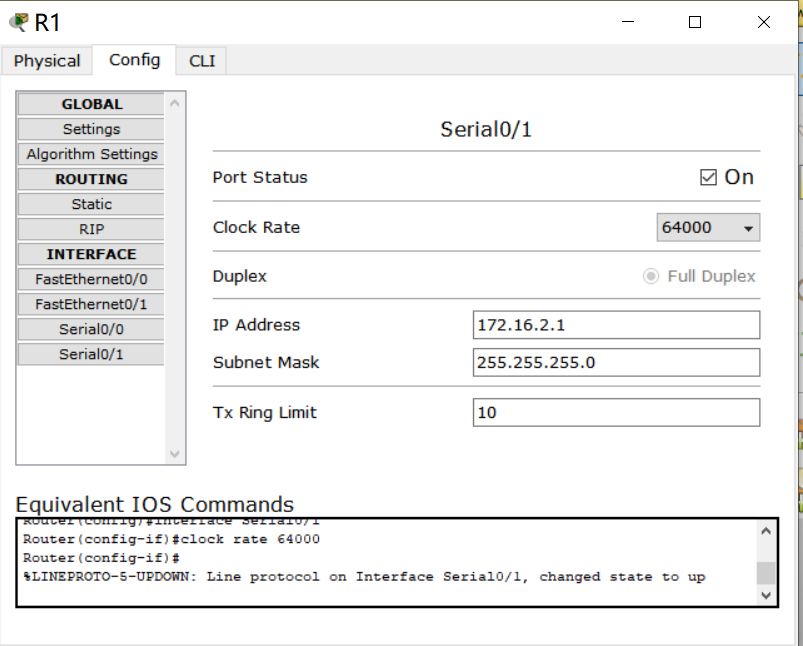 R1
Physical Config CLI
GLOBAL
Settings
Algorithm Settings
ROUTING
Static
RIP
INTERFACE
FastEthernet0/0
FastEthernet0/1
Serial0/0
Serial0/1
Serial0/1
Port Status On
Clock Rate 64000
Duplex Full Duplex
IP Address 172.16.2.1
Subnet Mask 255.255.255.0
Tx Ring Limit 10
Equivalent IOS Commands
Router(config)#interface Serial0/1
Router(config-if)#clock rate 64000
Router(config-if)#
%LINEPROTO-5-UPDOWN: Line protocol on Interface Serial0/1, changed state to up